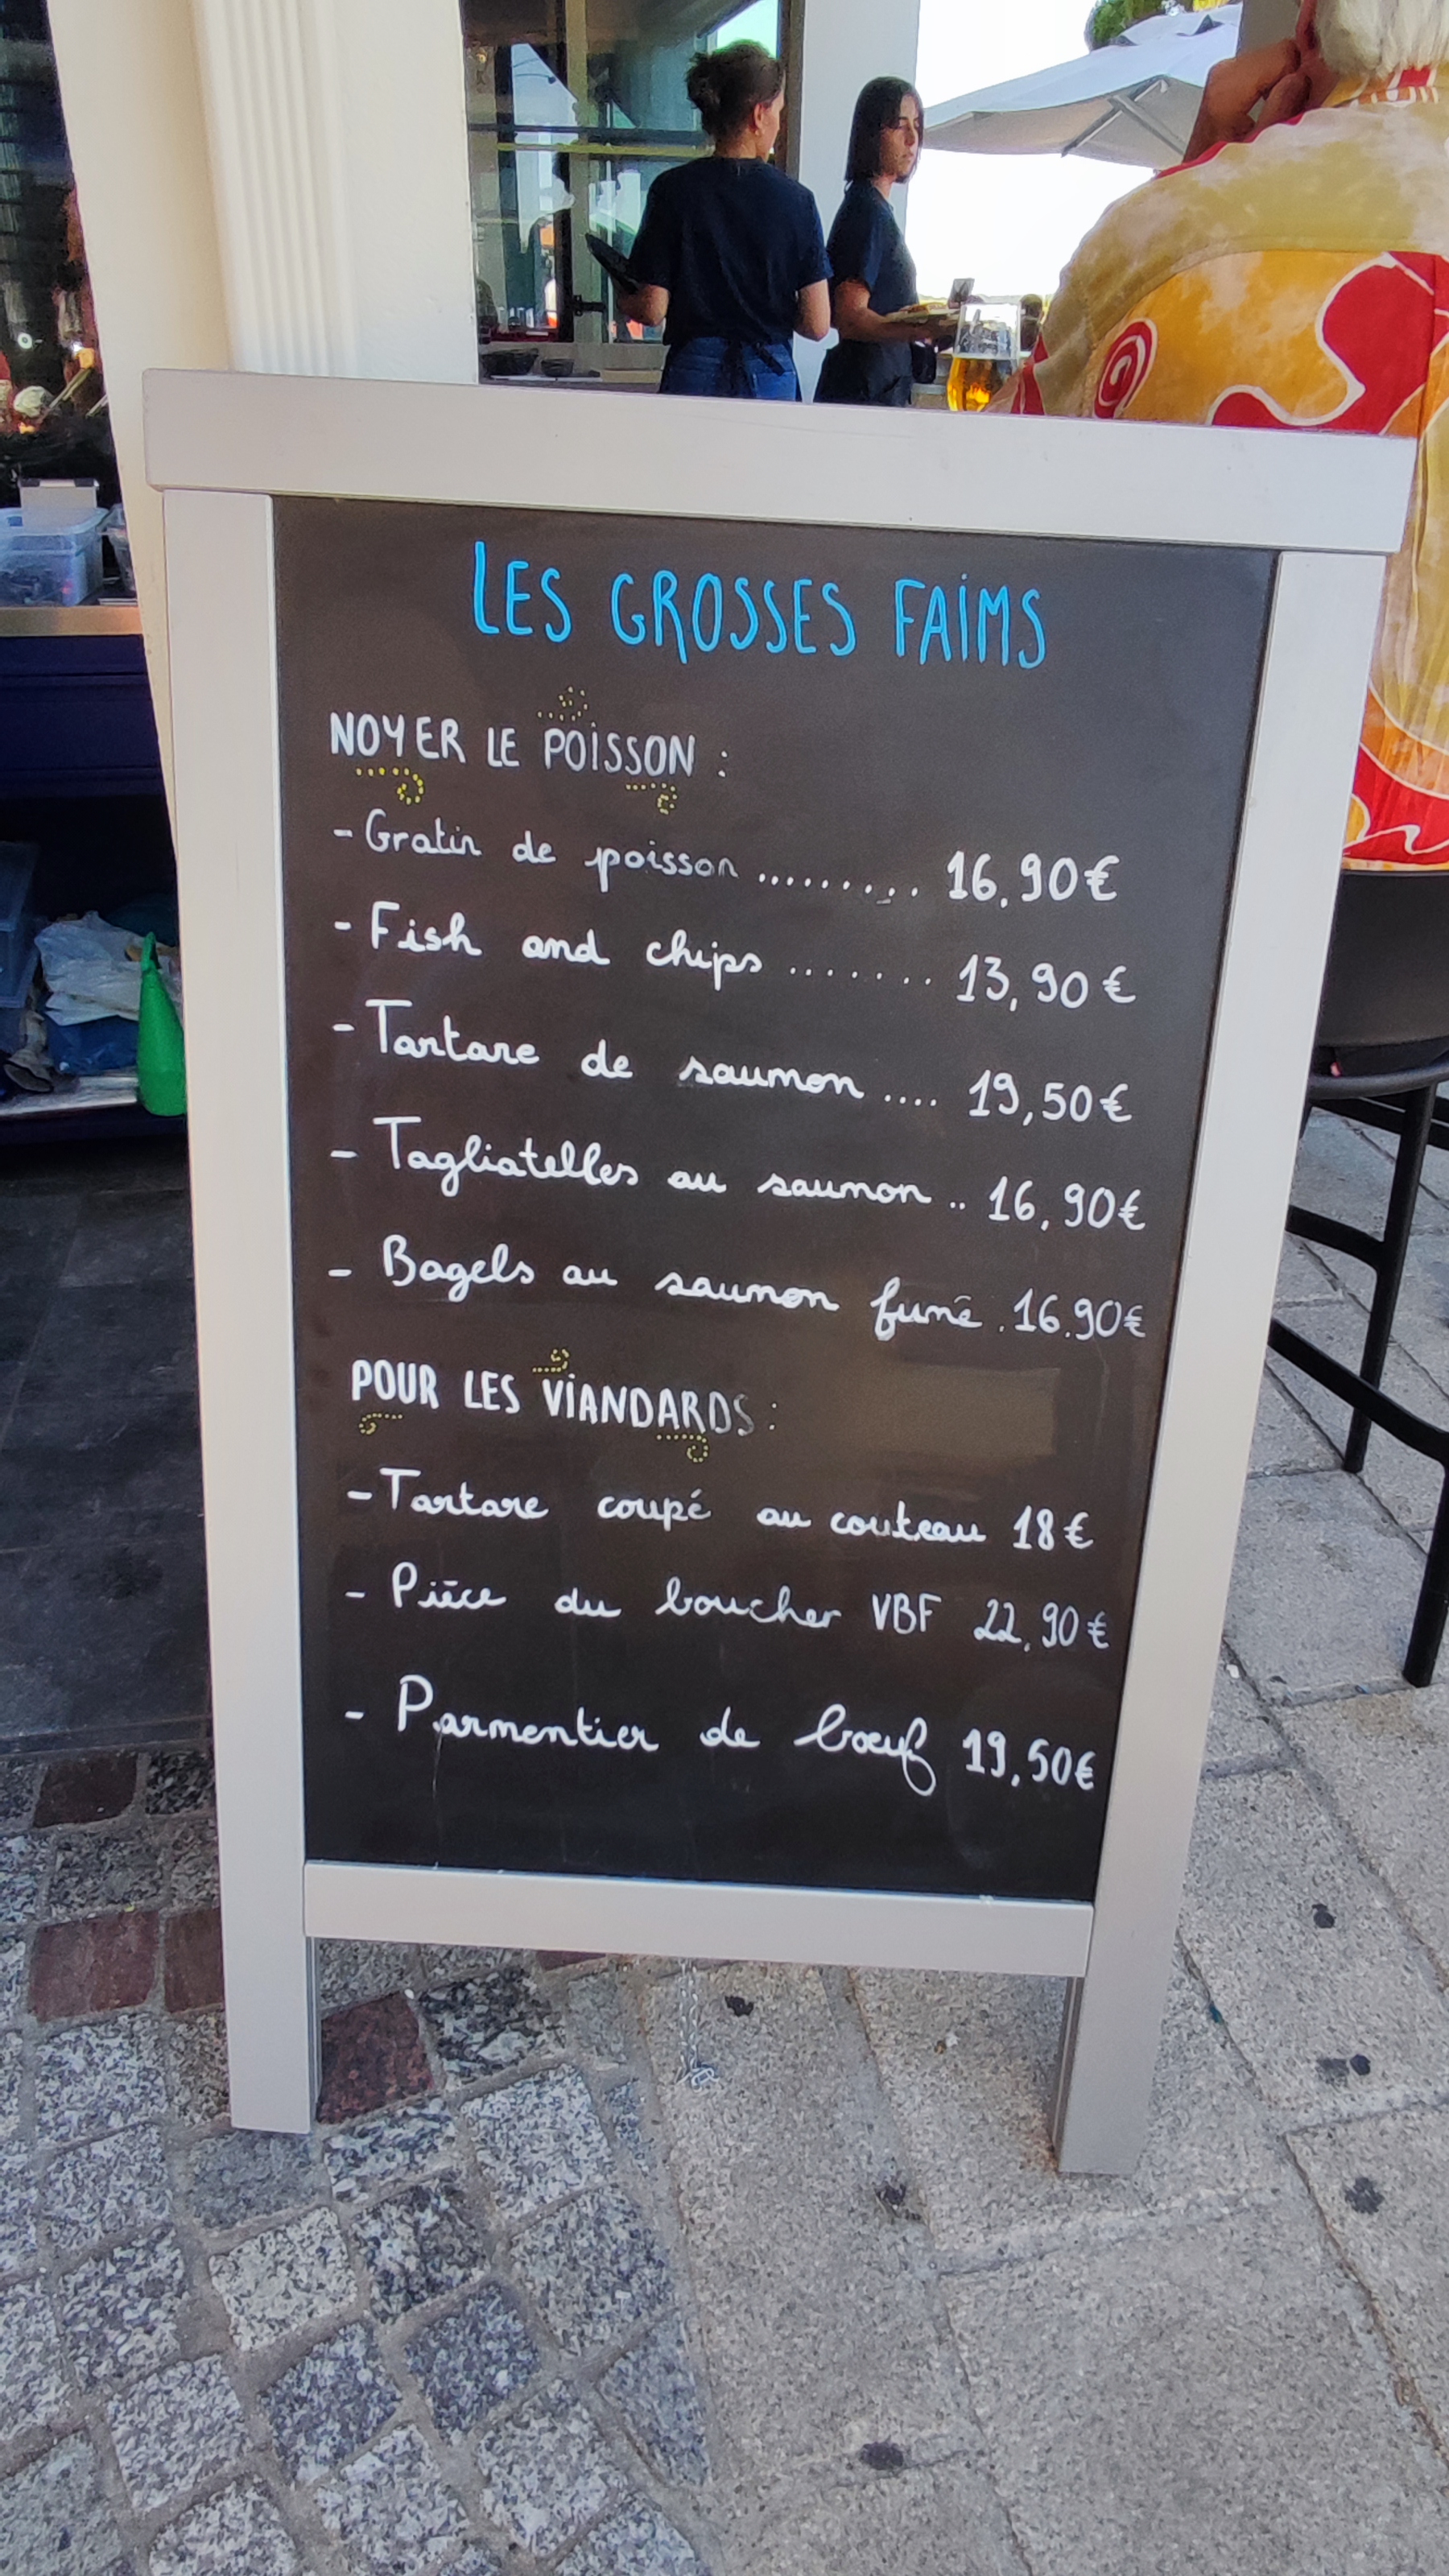 LES GROSSES FAIMS
NOYER LE POISSON :
- Gratin de poisson ......... 16,90€
- Fish and chips ....... 13,90€
- Tartare de saumon .... 19,50€
- Tagliatelles au saumon .. 16,90€
- Bagels au saumon fumé . 16.90€
POUR LES VIANDARDS :
- Tartare coupé au couteau 18€
- Pièce du boucher VBF 22,90€
- Parmentier de bœuf 19,50€